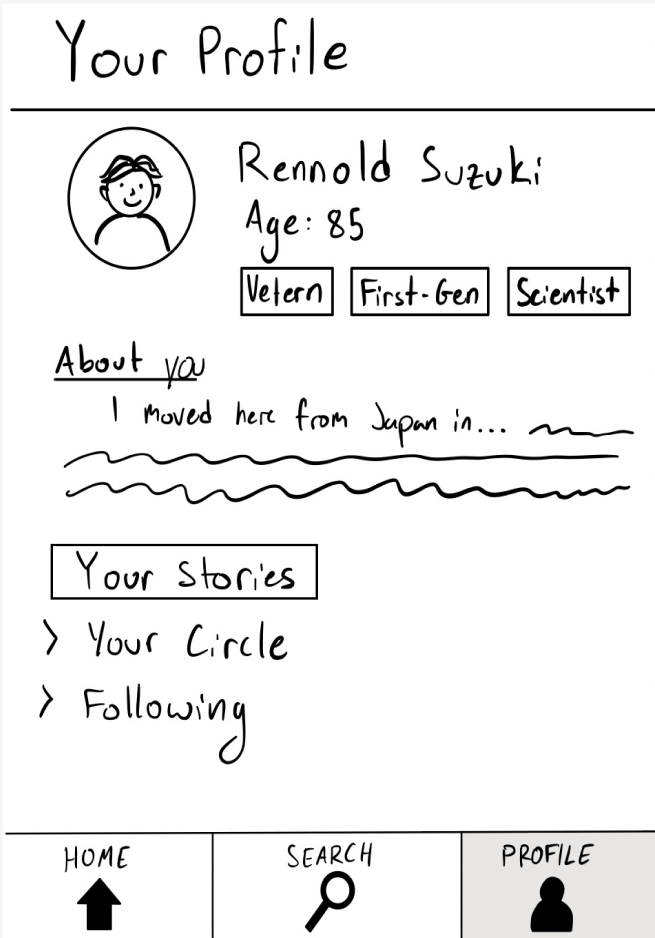 Your Profile
Rennold Suzuki
Age: 85
Vetern First-Gen Scientist
About you
I moved here from Japan in...
Your Stories
> Your Circle
> Following
HOME SEARCH PROFILE